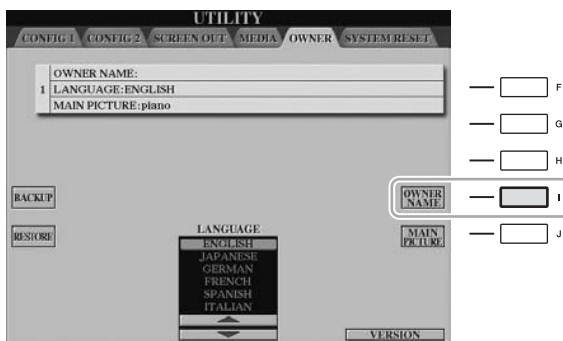 UTILITY
CONFIG 1 CONFIG 2 SCREEN OUT MEDIA OWNER SYSTEM RESET
OWNER NAME:
1 LANGUAGE:ENGLISH
MAIN PICTURE:piano
F
G
H
BACKUP OWNER NAME I
RESTORE LANGUAGE MAIN PICTURE J
ENGLISH
JAPANESE
GERMAN
FRENCH
SPANISH
ITALIAN
VERSION